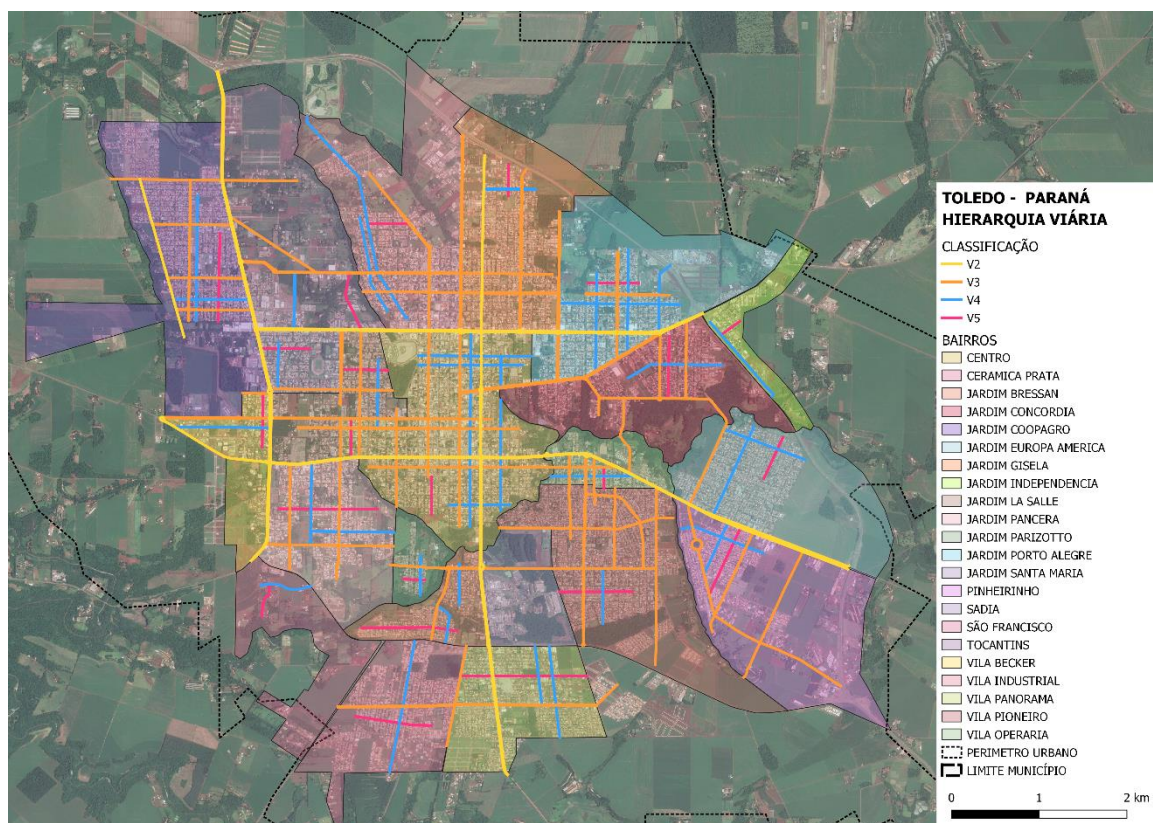 TOLEDO - PARANÁ
HIERARQUIA VIÁRIA
CLASSIFICAÇÃO
V2
V3
V4
V5
BAIRROS
CENTRO
CERAMICA PRATA
JARDIM BRESSAN
JARDIM CONCORDIA
JARDIM COOPAGRO
JARDIM EUROPA AMERICA
JARDIM GISELA
JARDIM INDEPENDENCIA
JARDIM LA SALLE
JARDIM PANCERA
JARDIM PARIZOTTO
JARDIM PORTO ALEGRE
JARDIM SANTA MARIA
PINHEIRINHO
SADIA
SÃO FRANCISCO
TOCANTINS
VILA BECKER
VILA INDUSTRIAL
VILA PANORAMA
VILA PIONEIRO
VILA OPERARIA
PERIMETRO URBANO
LIMITE MUNICÍPIO
0 1 2 km